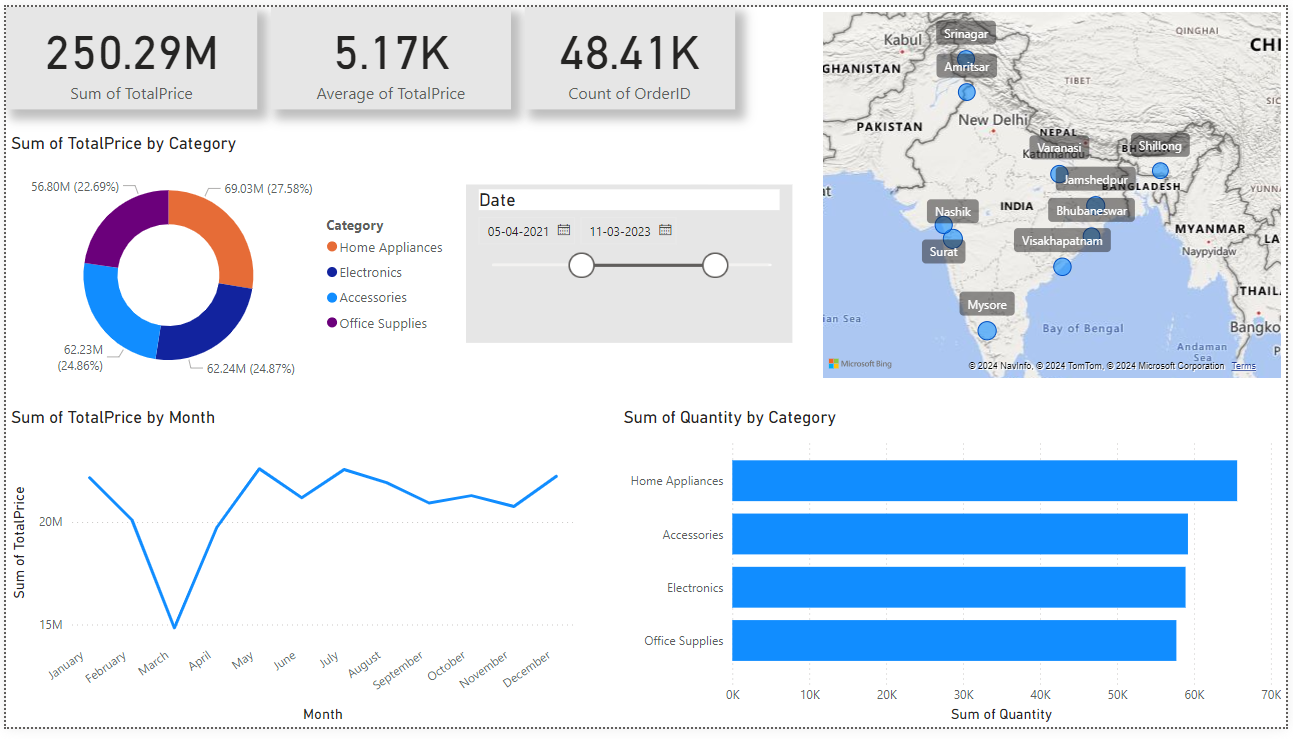 250.29M
Sum of TotalPrice
5.17K
Average of TotalPrice
48.41K
Count of OrderID
Sum of TotalPrice by Category
56.80M (22.69%)
69.03M (27.58%)
62.23M
(24.86%)
62.24M (24.87%)
Category
Home Appliances
Electronics
Accessories
Office Supplies
Date
05-04-2021
11-03-2023
Kabul
Srinagar
QINGHAI
GHANISTAN
Amritsar
TIBET
New Delhi
PAKISTAN
NEPAL
Varanasi
Kathmandu
Shillong
Jamshedpur
BANGLADESH
INDIA
Nashik
Bhubaneswar
Surat
Visakhapatnam
MYANMAR
Naypyidaw
Mysore
ian Sea
Bay of Bengal
Andaman
Sea
Bangko
THAIL
Microsoft Bing
© 2024 NavInfo, © 2024 TomTom, © 2024 Microsoft Corporation Terms
Sum of TotalPrice by Month
Sum of TotalPrice
20M
15M
January
February
March
April
May
June
July
August
September
October
November
December
Month
Sum of Quantity by Category
Home Appliances
Accessories
Electronics
Office Supplies
0K
10K
20K
30K
40K
50K
60K
70K
Sum of Quantity